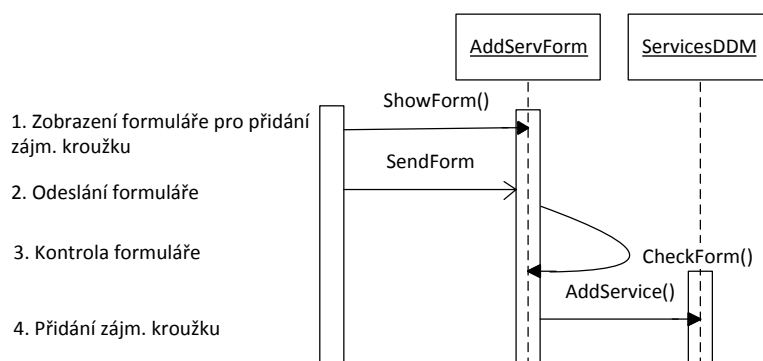 AddServForm
ServicesDDM
ShowForm()
1. Zobrazení formuláře pro přidání
zájm. kroužku
SendForm
2. Odeslání formuláře
3. Kontrola formuláře
CheckForm()
AddService()
4. Přidání zájm. kroužku